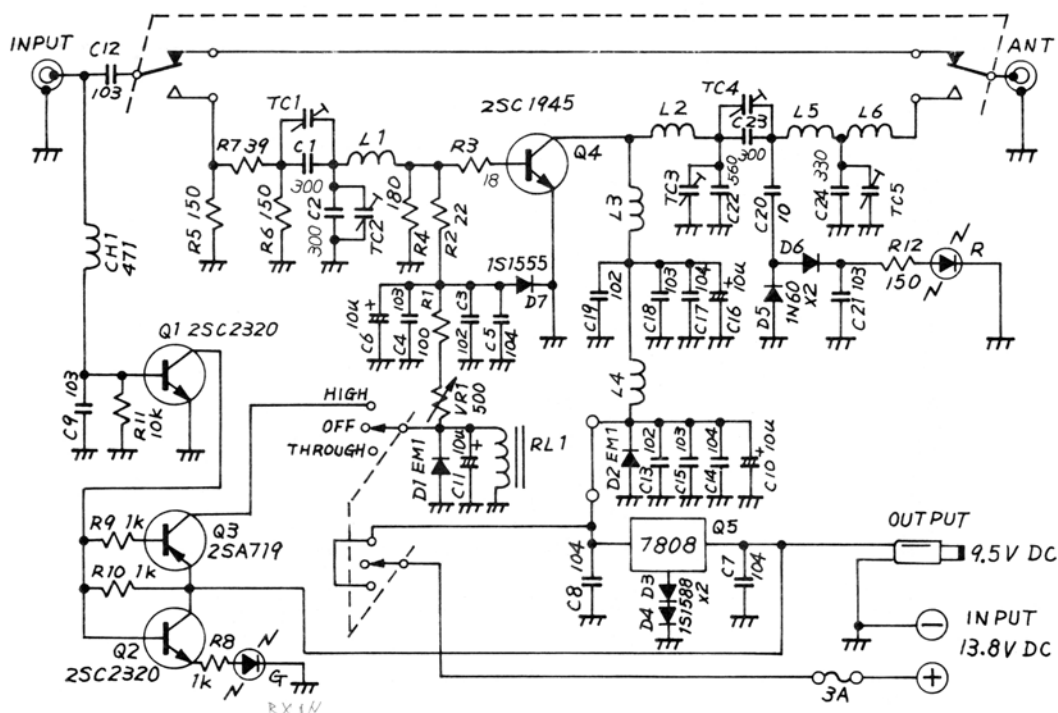 INPUT
C12
103
ANT
TC1
2SC1945
TC4
L2
C23
300
L5
L6
R7 39
C1
300
L1
R3
18
Q4
R5 150
R6 150
300
C2
TC2
180
R4
R2 22
L3
TC3
560
C22
C20
10
330
C24
TC5
CH1
471
1S1555
D7
D6
R12
150
R
10u
C6
103
C4
R1
100
C3
102
C5
104
102
C19
103
C18
104
C17
10u
C16
D5
1N60
x2
103
C21
Q1 2SC2320
103
C9
R11
10k
HIGH
OFF
THROUGH
VR1
500
L4
D1 EM1
10u
C11
RL1
D2 EM1
102
C13
103
C15
104
C14
10u
C10
R9 1k
Q3
2SA719
R10 1k
Q2
2SC2320
R8
1k
G
RX IN
104
C8
7808
Q5
D3
D4
1S1588
x2
104
C7
OUTPUT
9.5V DC
INPUT
13.8V DC
3A